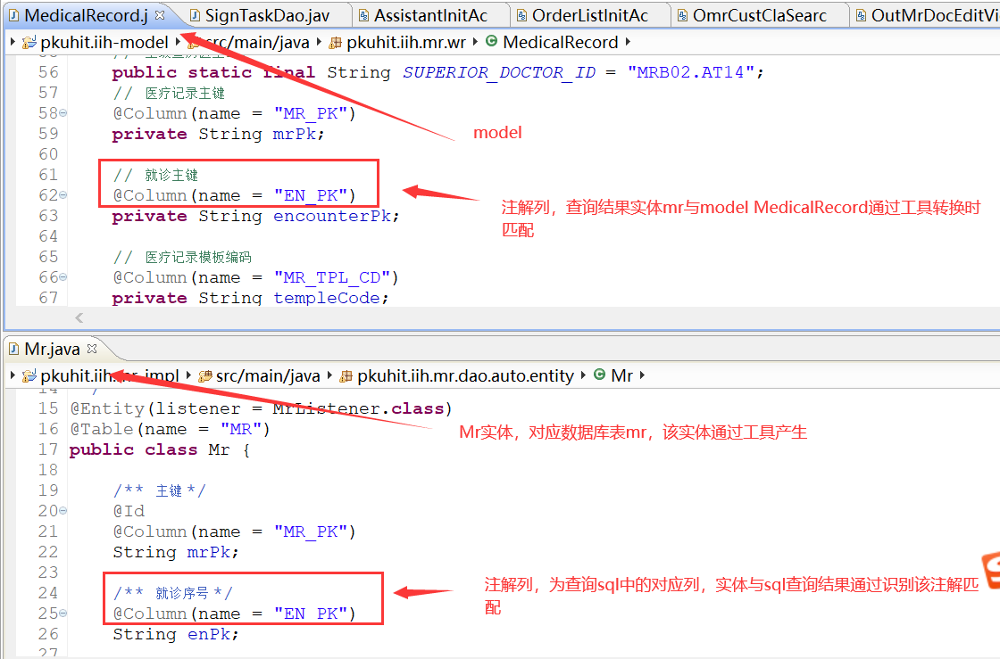 MedicalRecord.j SignTaskDao.jav AssistantInitAc OrderListInitAc OmrCustClaSearc OutMrDocEditVi
pkuhit.iih-model src/main/java pkuhit.iih.mr.wr MedicalRecord
56 public static final String SUPERIOR_DOCTOR_ID = "MRB02.AT14";
57 // 医疗记录主键
58 @Column(name = "MR_PK")
59 private String mrPk;
model
60
61 // 就诊主键
62 @Column(name = "EN_PK")
63 private String encounterPk;
注解列，查询结果实体mr与model MedicalRecord通过工具转换时
匹配
64
65 // 医疗记录模板编码
66 @Column(name = "MR_TPL_CD")
67 private String templeCode;
Mr.java
pkuhit.iih.mr-impl src/main/java pkuhit.iih.mr.dao.auto.entity Mr
14 */
15 @Entity(listener = MrListener.class)
16 @Table(name = "MR")
Mr实体，对应数据库表mr，该实体通过工具产生
17 public class Mr {
18
19 /** 主键 */
20 @Id
21 @Column(name = "MR_PK")
22 String mrPk;
23
24 /** 就诊序号 */
25 @Column(name = "EN_PK")
26 String enPk;
注解列，为查询sql中的对应列，实体与sql查询结果通过识别该注解匹
配
27